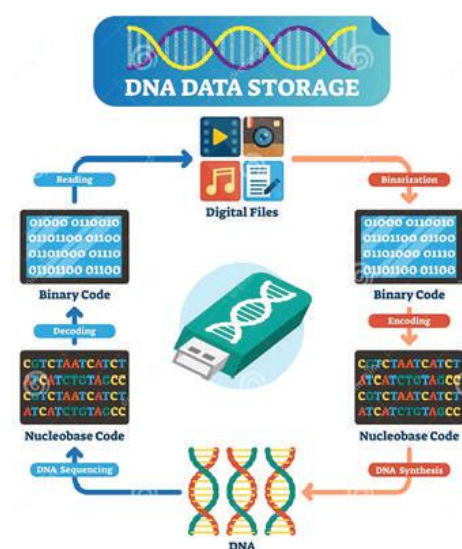 DNA DATA STORAGE
Reading
Digital Files
Binarization
01000 0110010
01101100 01100
01101000 01110
01101100 01100
Binary Code
01000 0110010
01101100 01100
01101000 01110
01101100 01100
Binary Code
Decoding
Encoding
CGTCTAATCATCT
ATCATCTGTAGCC
CGTCTAATCATCT
ATCATCTGTAGCC
Nucleobase Code
CGTCTAATCATCT
ATCATCTGTAGCC
CGTCTAATCATCT
ATCATCTGTAGCC
Nucleobase Code
DNA Sequencing
DNA Synthesis
DNA